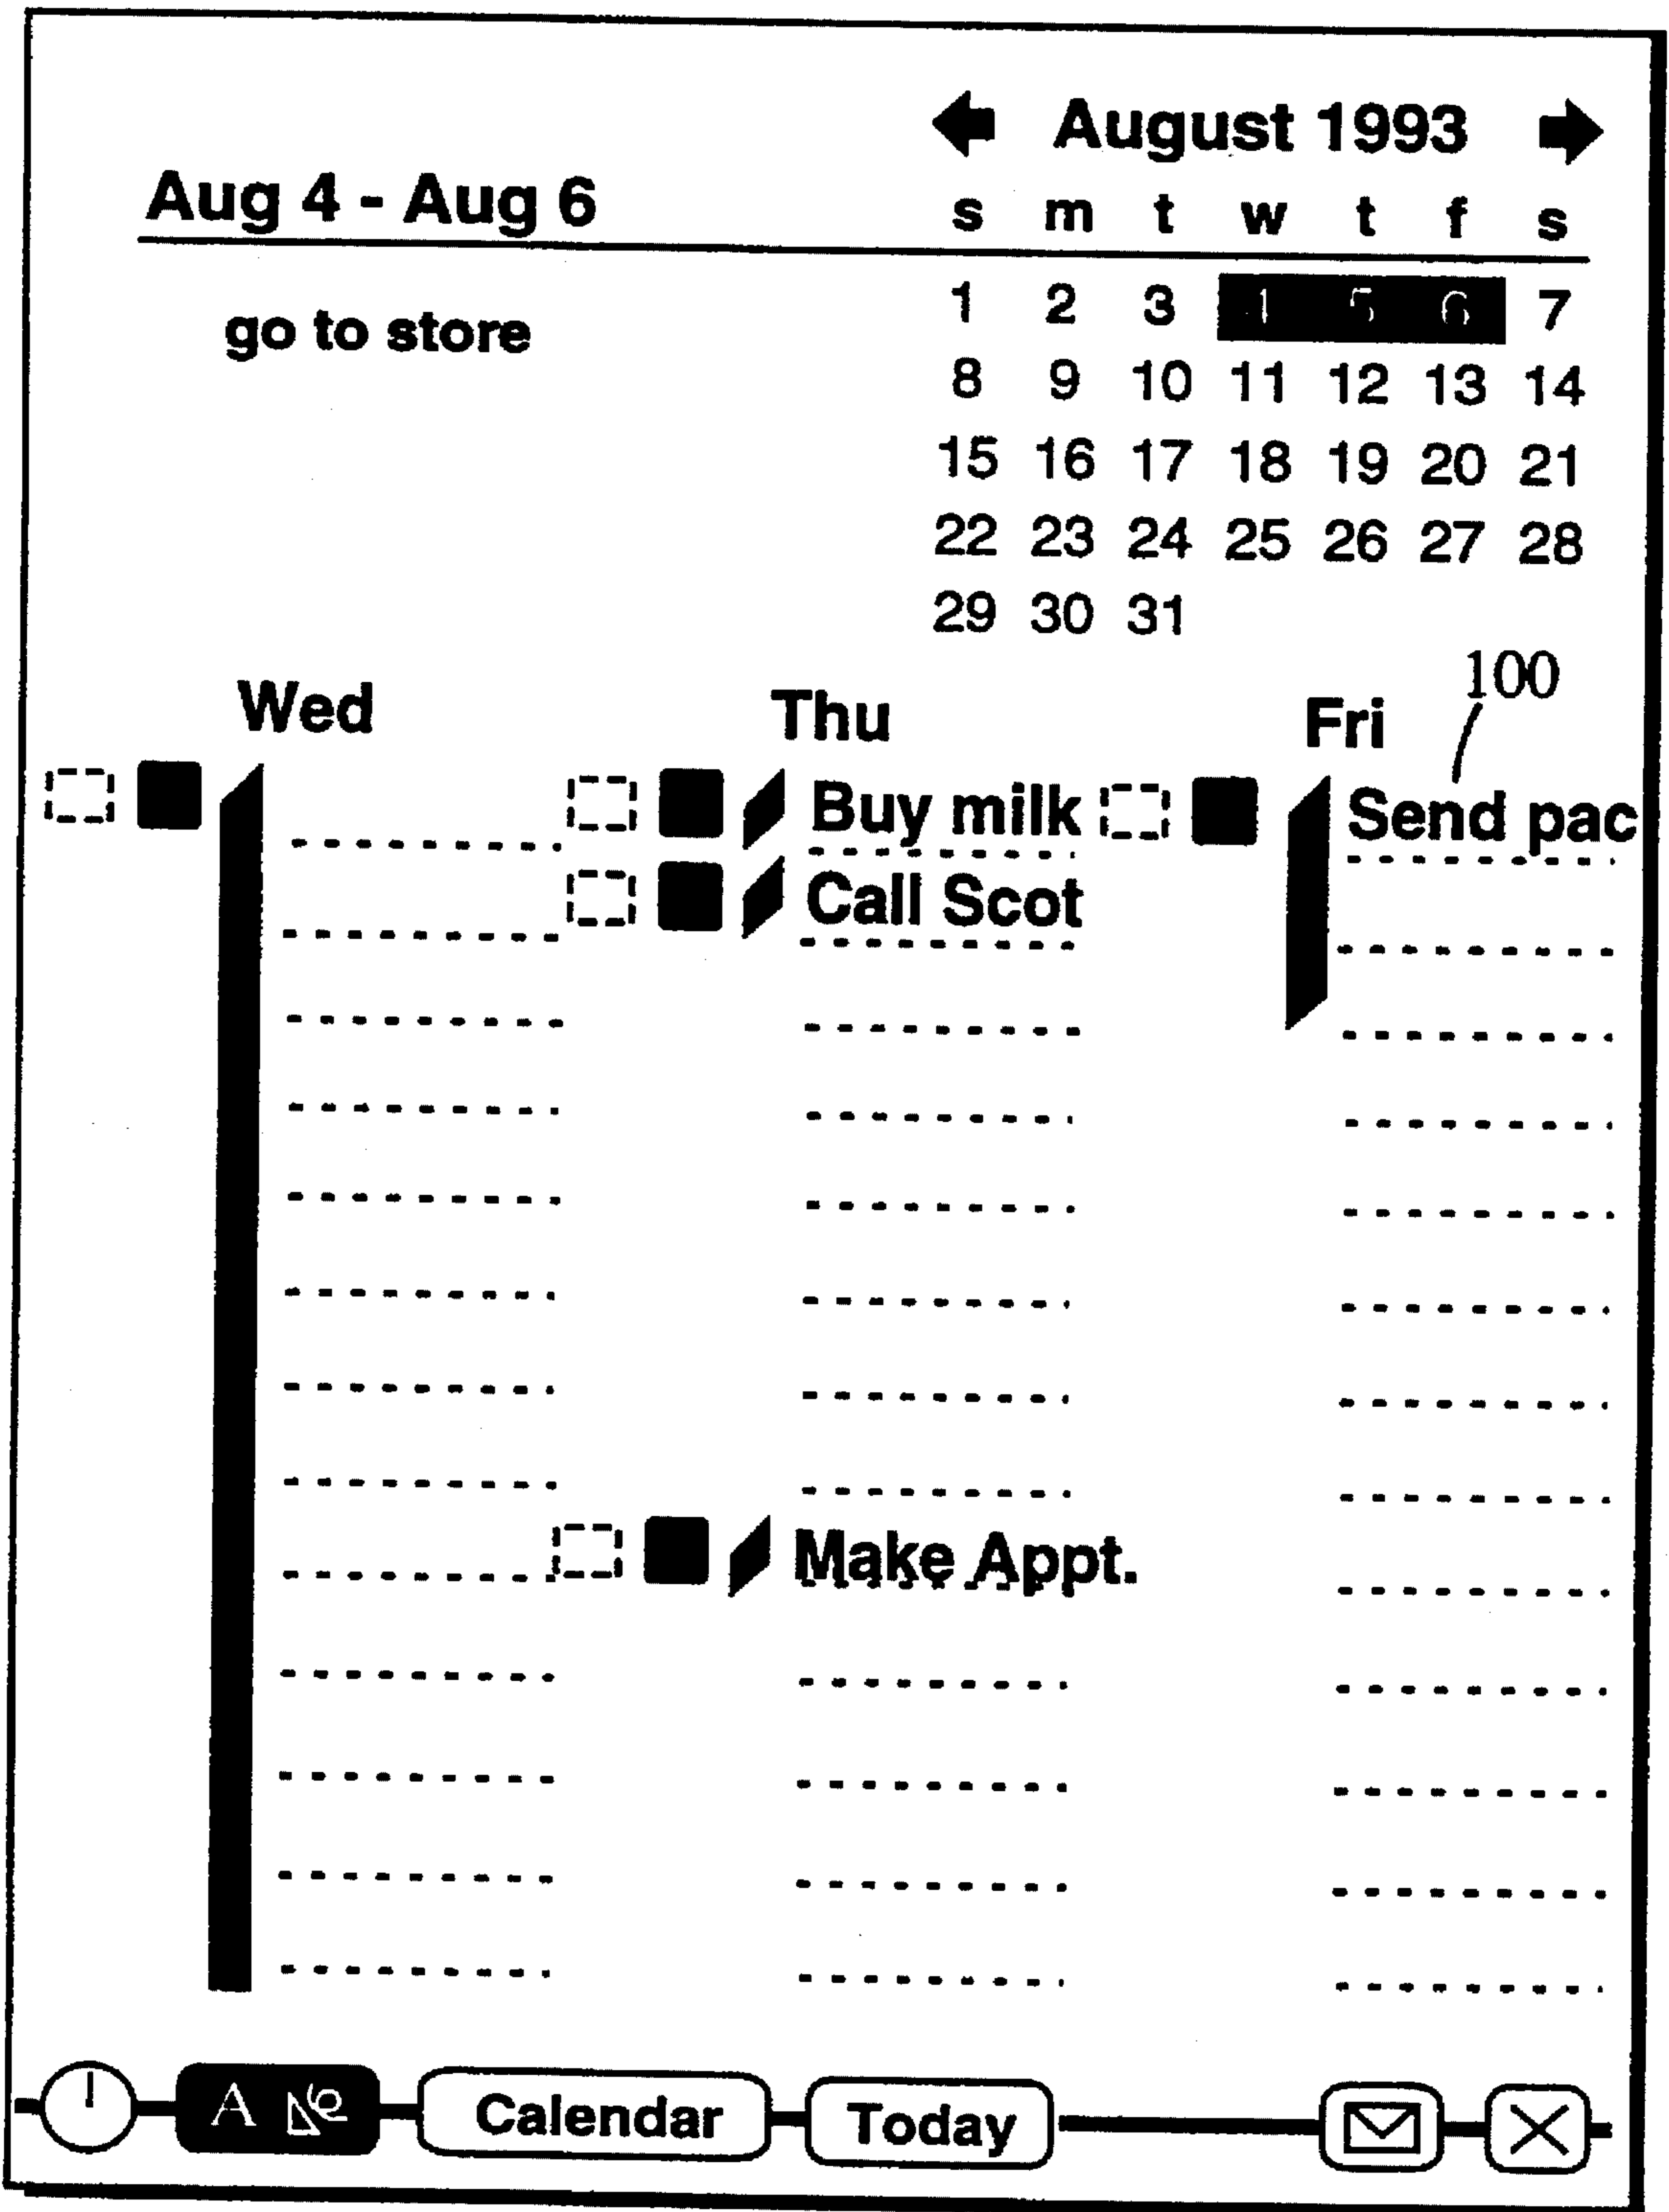 August 1993
Aug 4 - Aug 6
s m t w t f s
1 2 3 4 5 6 7
go to store
8 9 10 11 12 13 14
15 16 17 18 19 20 21
22 23 24 25 26 27 28
29 30 31
100
Wed Thu Fri
Buy milk Send pac
Call Scot
Make Appt.
A
Calendar Today